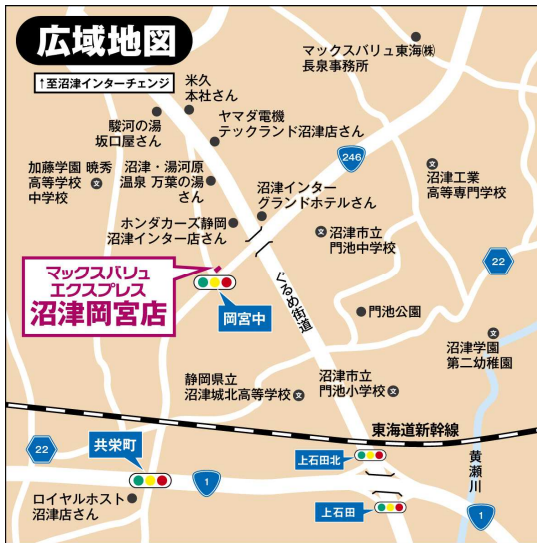 広域地図
↑至沼津インターチェンジ
米久
本社さん
マックスバリュ東海㈱
長泉事務所
駿河の湯
坂口屋さん
ヤマダ電機
テックランド沼津店さん
246
加藤学園 暁秀
高等学校
中学校
文
沼津・湯河原
温泉 万葉の湯
さん
沼津インター
グランドホテルさん
文
沼津工業
高等専門学校
ホンダカーズ静岡
沼津インター店さん
文
沼津市立
門池中学校
22
マックスバリュ
エクスプレス
沼津岡宮店
岡宮中
ぐるめ街道
門池公園
文
沼津学園
第二幼稚園
静岡県立
沼津城北高等学校
文
沼津市立
門池小学校
文
東海道新幹線
22
共栄町
1
上石田北
黄瀬川
ロイヤルホスト
沼津店さん
上石田
1